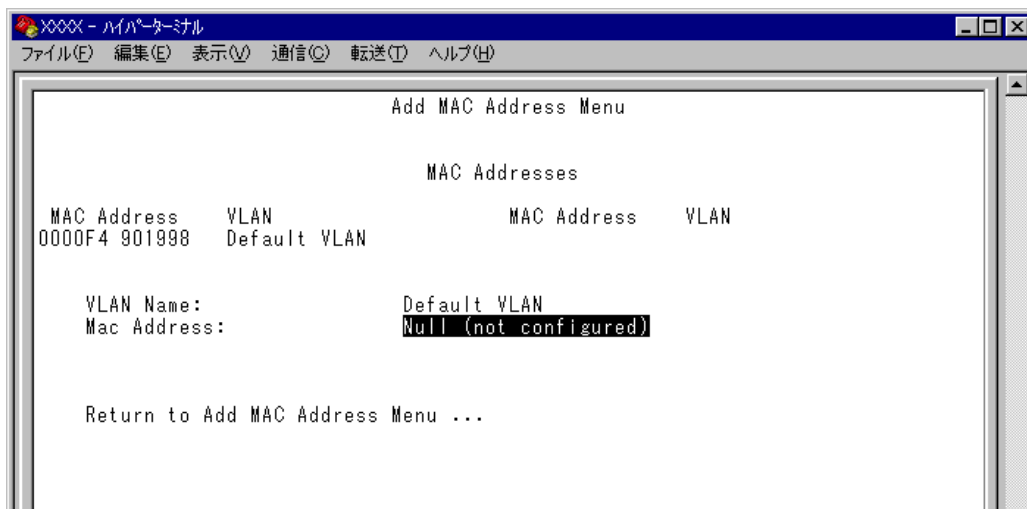 XXXX - ハイパーターミナル
ファイル(F) 編集(E) 表示(V) 通信(C) 転送(T) ヘルプ(H)
Add MAC Address Menu
MAC Addresses
MAC Address VLAN MAC Address VLAN
0000F4 901998 Default VLAN
VLAN Name: Default VLAN
Mac Address: Null (not configured)
Return to Add MAC Address Menu ...